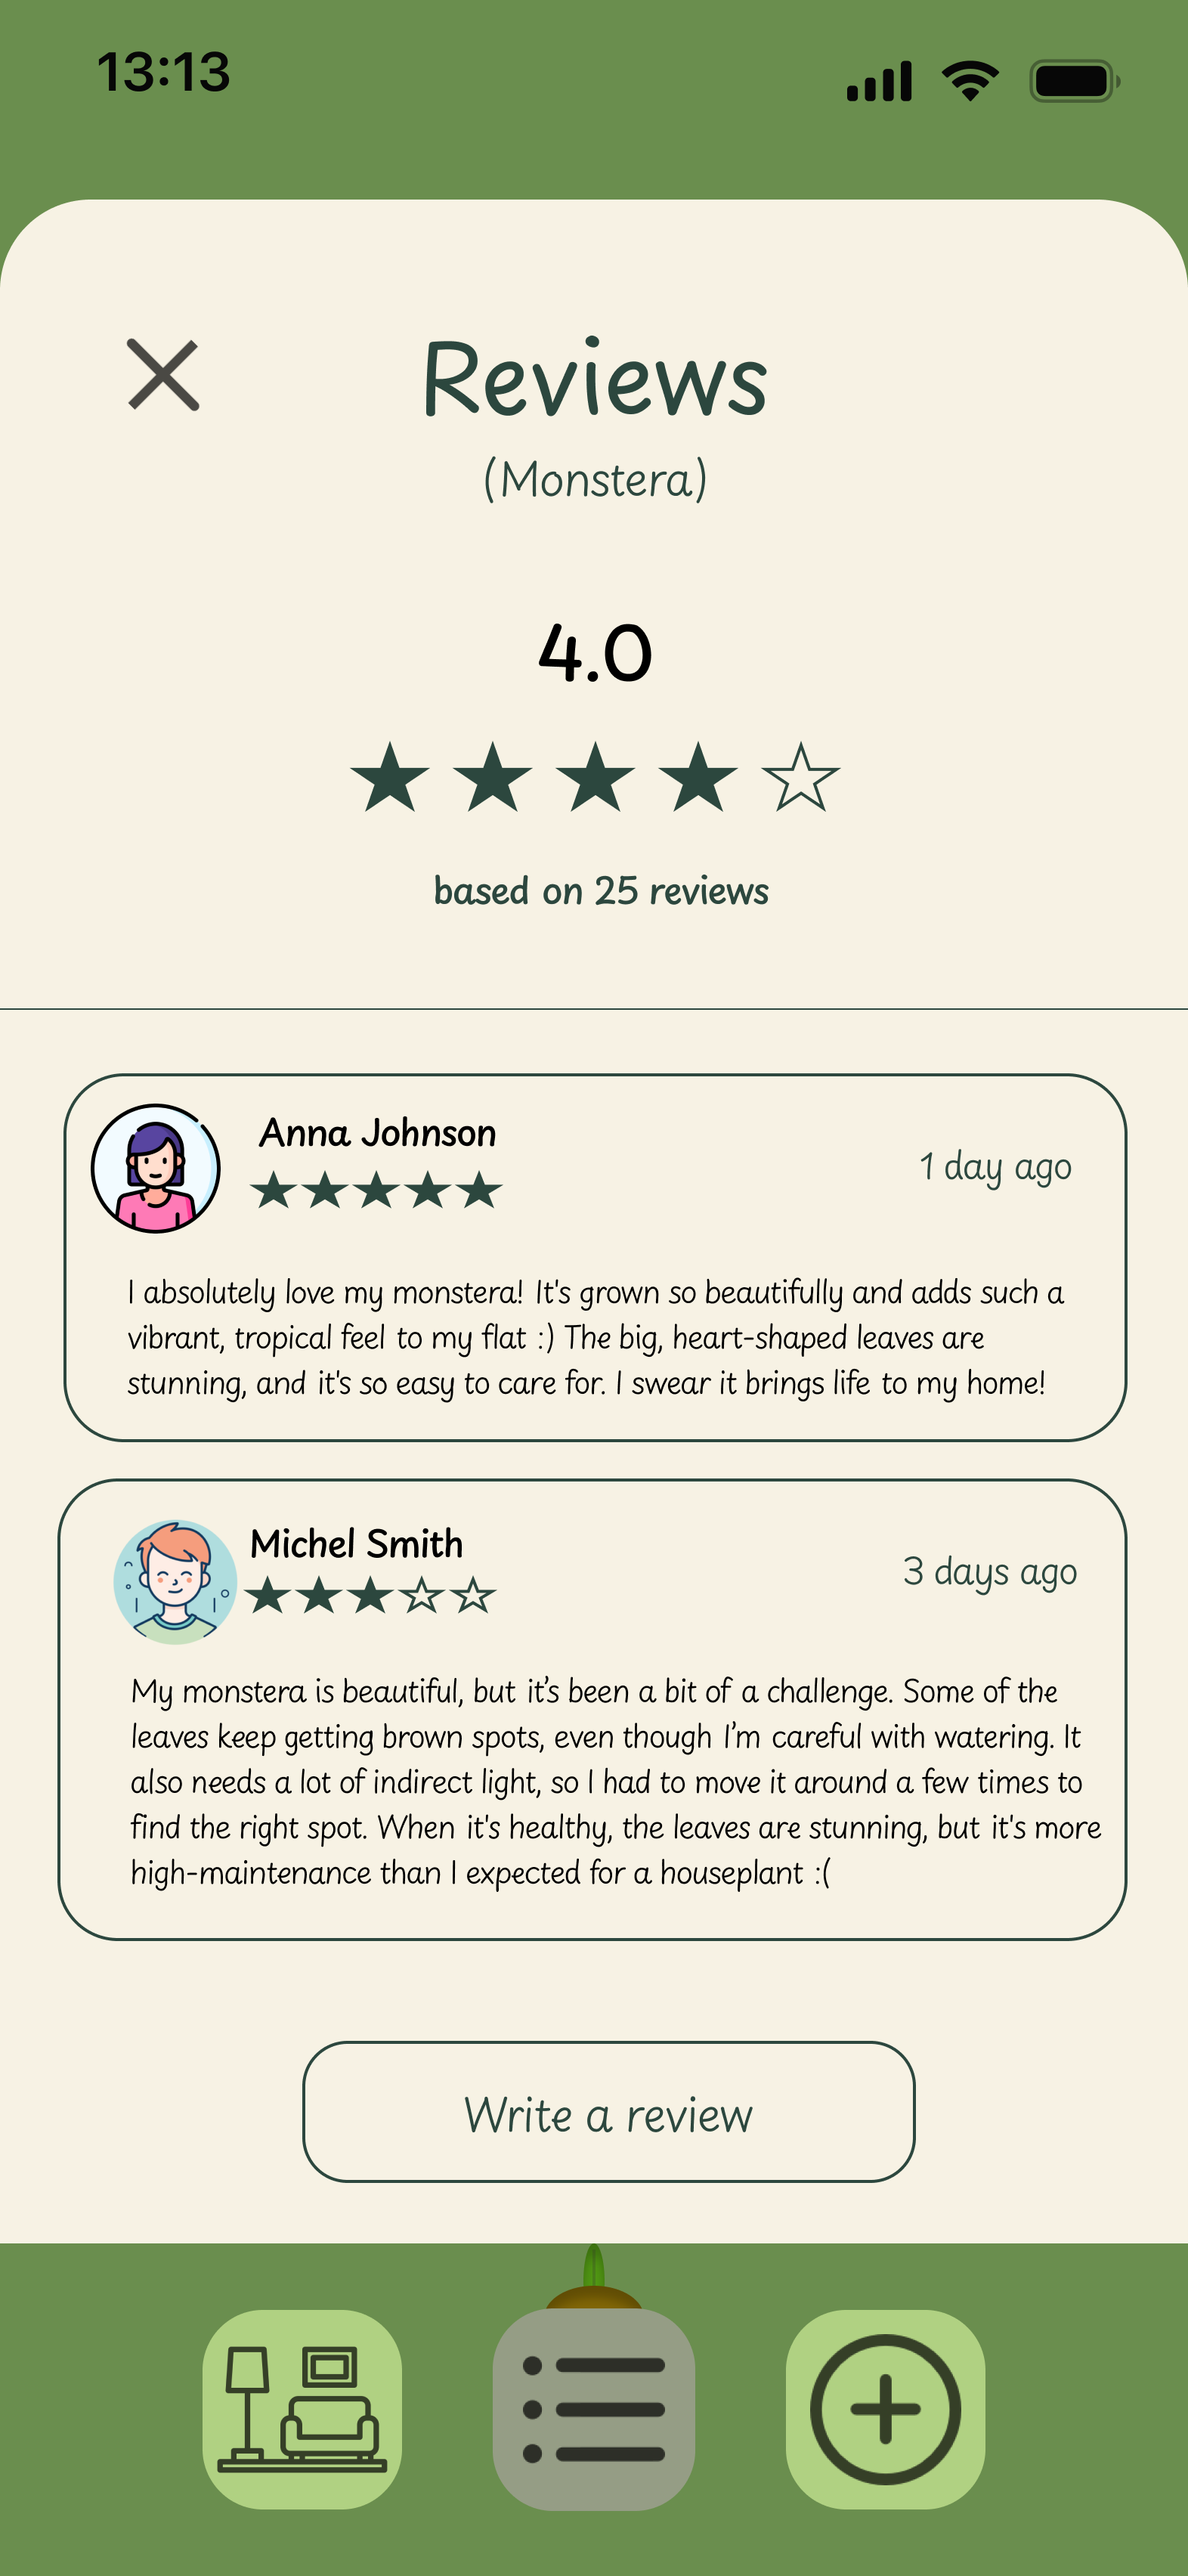 13:13
Reviews
(Monstera)
4.0
based on 25 reviews
Anna Johnson
1 day ago
I absolutely love my monstera! It's grown so beautifully and adds such a
vibrant, tropical feel to my flat :) The big, heart-shaped leaves are
stunning, and it's so easy to care for. I swear it brings life to my home!
Michel Smith
3 days ago
My monstera is beautiful, but it’s been a bit of a challenge. Some of the
leaves keep getting brown spots, even though I’m careful with watering. It
also needs a lot of indirect light, so I had to move it around a few times to
find the right spot. When it's healthy, the leaves are stunning, but it's more
high-maintenance than I expected for a houseplant :(
Write a review